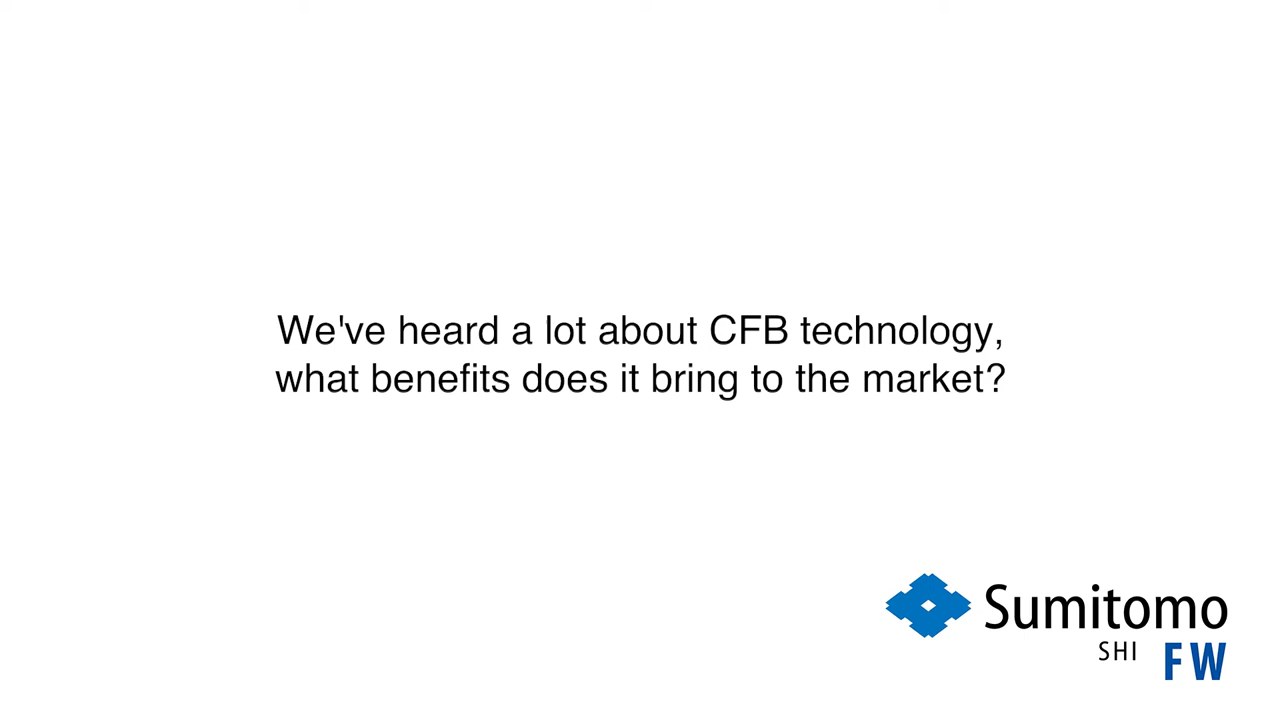 We've heard a lot about CFB technology,
what benefits does it bring to the market?
Sumitomo
SHI FW